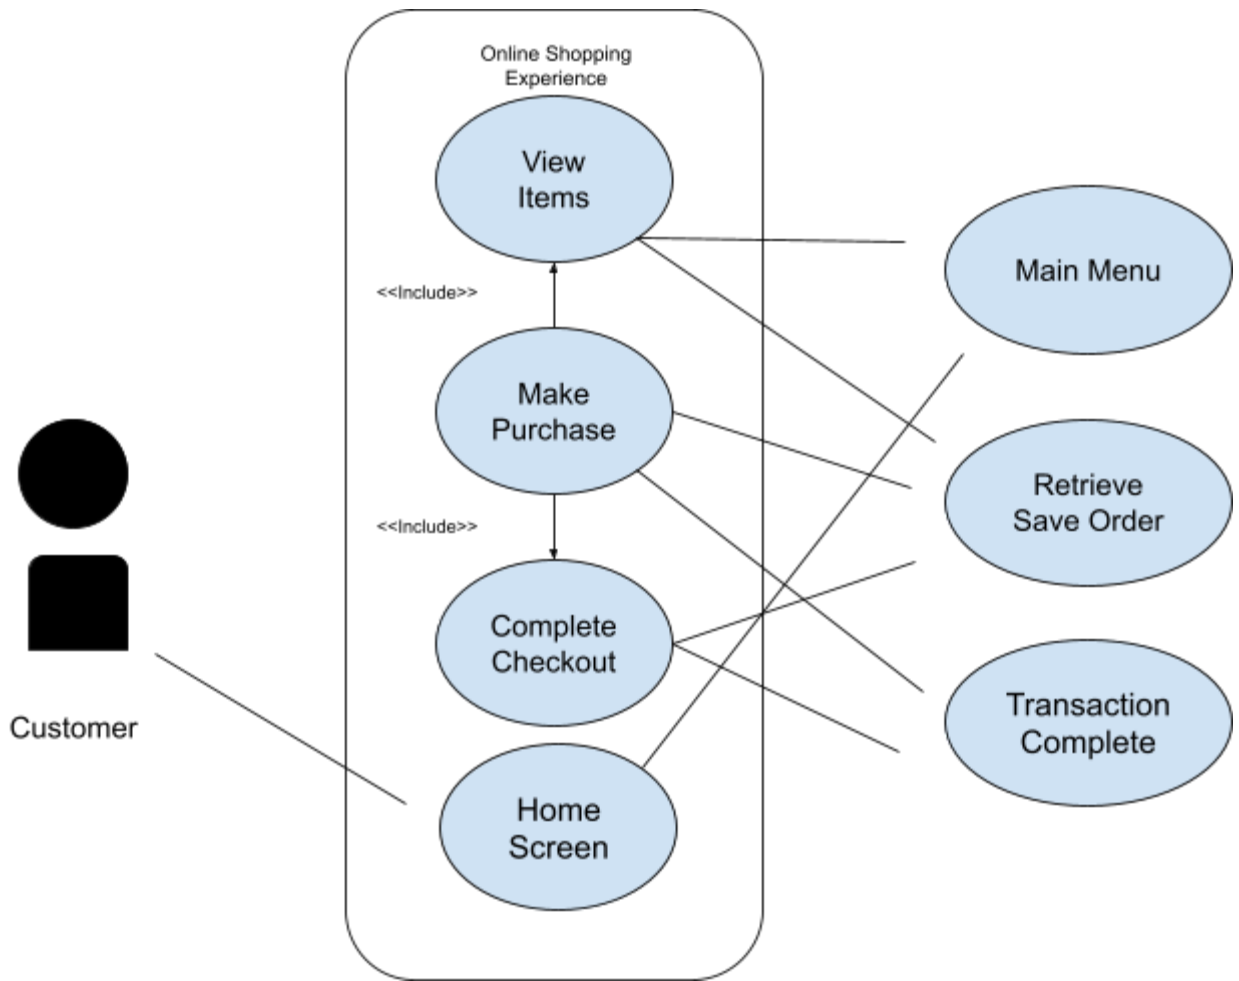 Online Shopping
Experience
View
Items
<<Include>>
Make
Purchase
<<Include>>
Complete
Checkout
Home
Screen
Customer
Main Menu
Retrieve
Save Order
Transaction
Complete